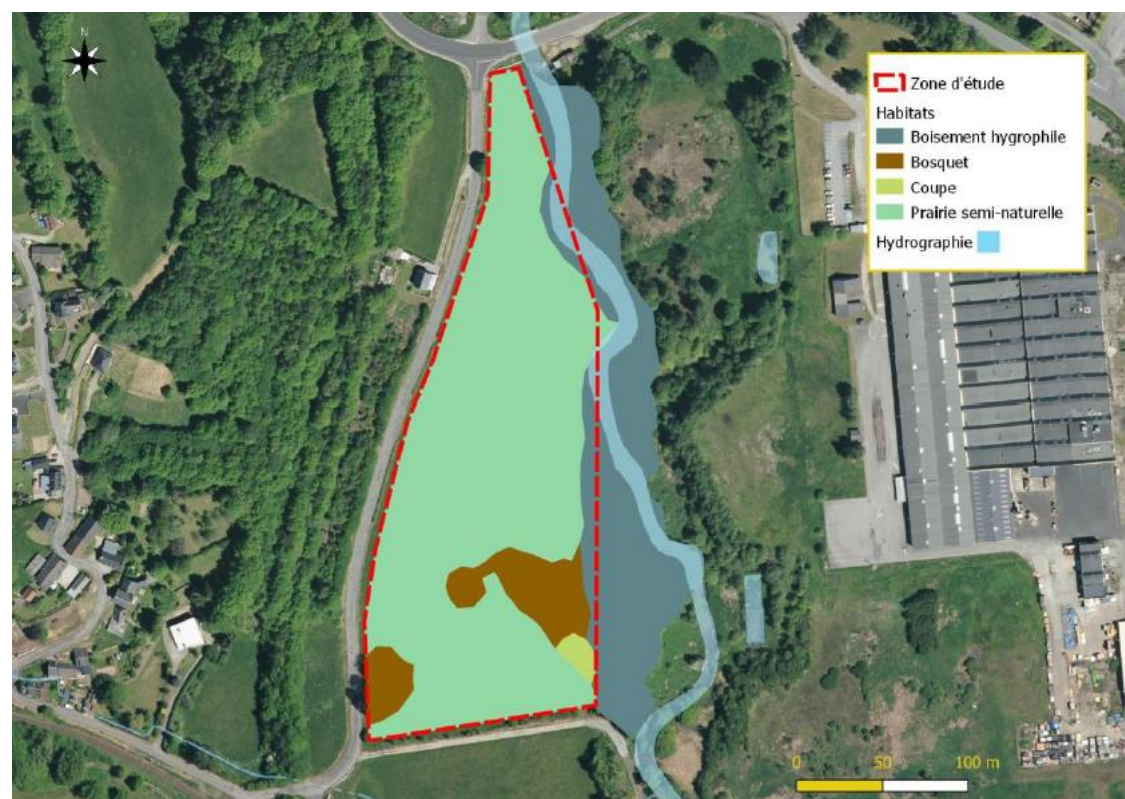 N
Zone d'étude
Habitats
Boisement hygrophile
Bosquet
Coupe
Prairie semi-naturelle
Hydrographie
0 50 100 m